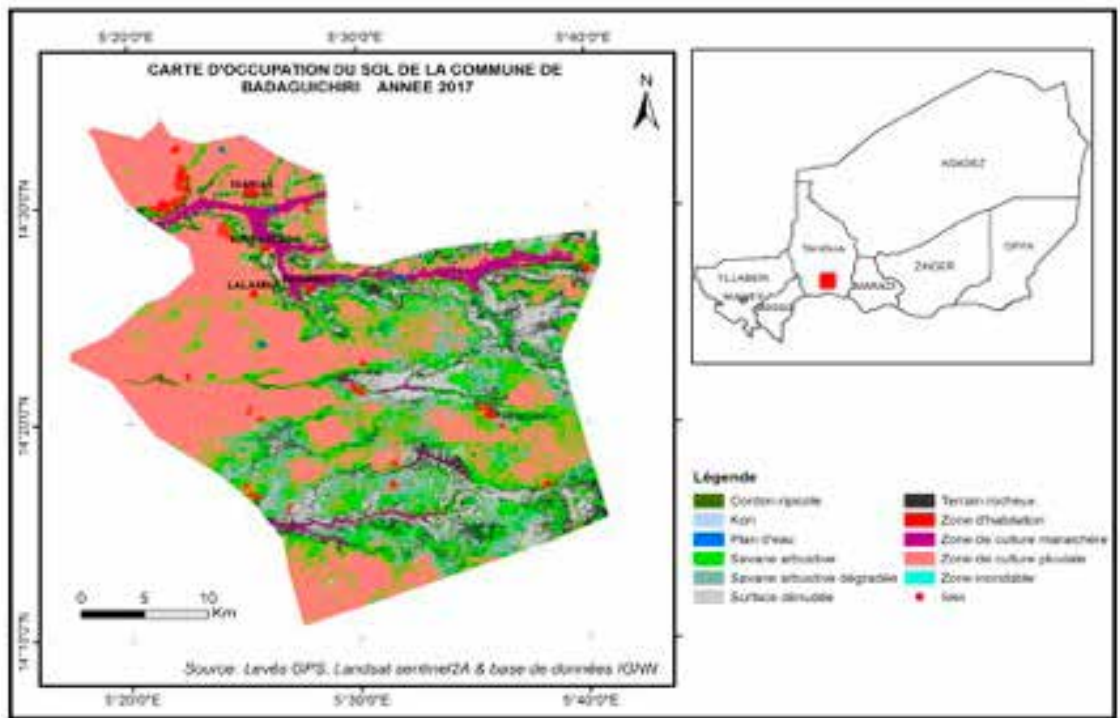 5°20'0"E 5°30'0"E 5°40'0"E
CARTE D'OCCUPATION DU SOL DE LA COMMUNE DE
BADAGUICHIRI ANNEE 2017
N
14°30'0"N
14°20'0"N
14°10'0"N
0 5 10
Km
Source: Levés GPS, Landsat sentinel2A & base de données IGNN
5°20'0"E 5°30'0"E 5°40'0"E
AGADEZ
TAHOUA
DIFFA
ZINDER
TILLABERI
MARADI
Légende
Cordon ripicole
Kori
Plan d'eau
Savane arbustive
Savane arbustive dégradée
Surface dénudée
Terrain rocheux
Zone d'habitation
Zone de culture maraichère
Zone de culture pluviale
Zone inondable
Sites